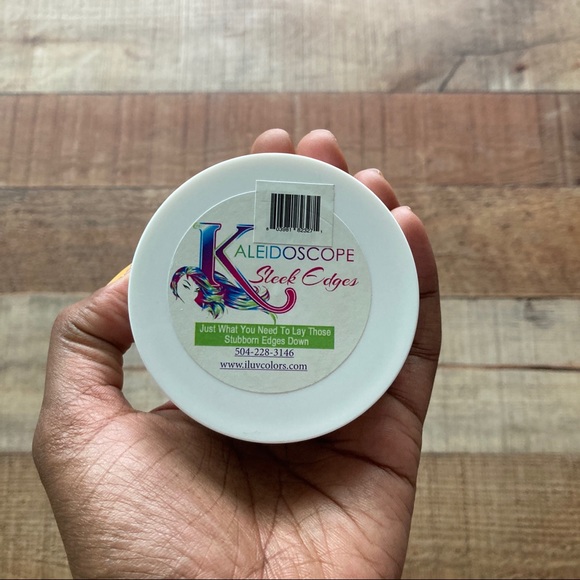 KALEIDOSCOPE
Sleek Edges
Just What You Need To Lay Those
Stubborn Edges Down
504-228-3146
www.iluvcolors.com